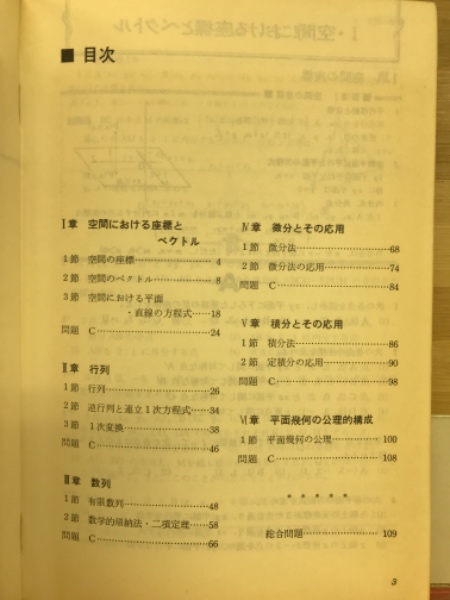 ■ 目次
Ⅰ章 空間における座標と
ベクトル
1節 空間の座標…………… 4
2節 空間のベクトル………… 8
3節 空間における平面
・直線の方程式……18
問題 C……………………24
Ⅱ章 行列
1節 行列……………………26
2節 逆行列と連立1次方程式……34
3節 1次変換………………38
問題 C……………………46
Ⅲ章 数列
1節 有限数列………………48
2節 数学的帰納法・二項定理……58
問題 C……………………66
Ⅳ章 微分とその応用
1節 微分法…………………68
2節 微分法の応用…………74
問題 C……………………84
Ⅴ章 積分とその応用
1節 積分法…………………86
2節 定積分の応用…………90
問題 C……………………98
Ⅵ章 平面幾何の公理的構成
1節 平面幾何の公理………… 100
問題 C…………………… 108
* * * * *
総合問題……………… 109
3